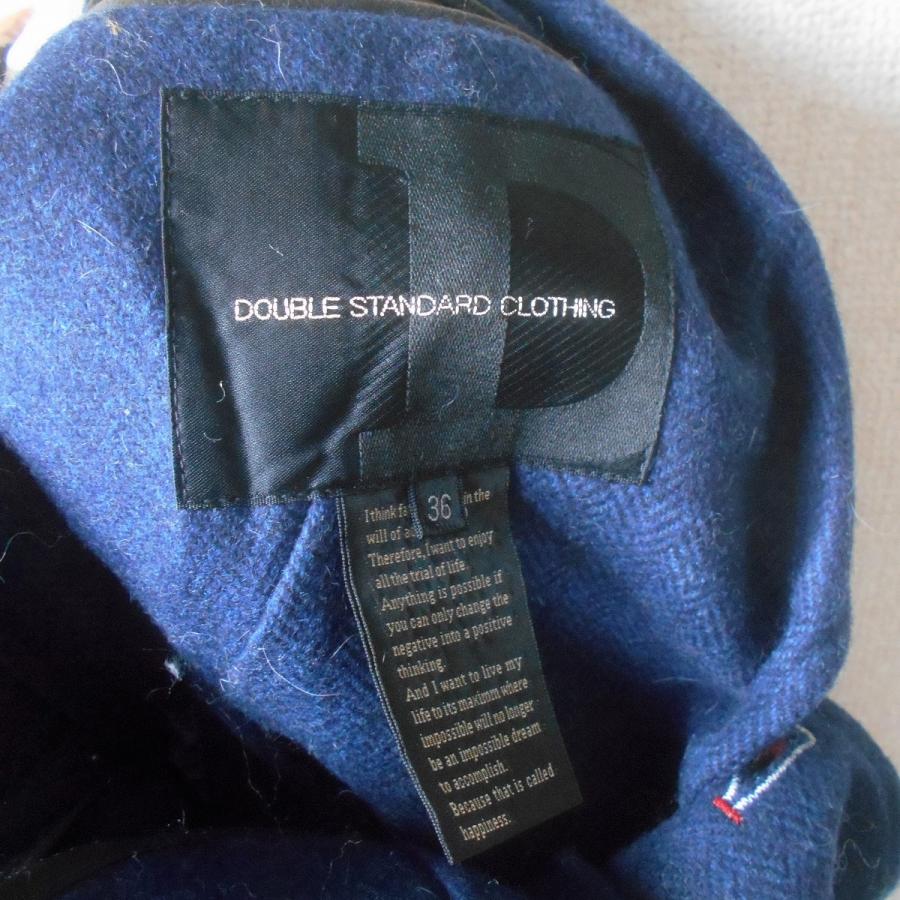 DOUBLE STANDARD CLOTHING
36
I think in the
will of
Therefore, I want to enjoy
all the trial of life.
Anything is possible if
you can only change the
negative into a positive
thinking.
And I want to live my
life to its maximm where
impossible will no longer
be an impossible dream
to accomplish.
Because that is called
happiness.